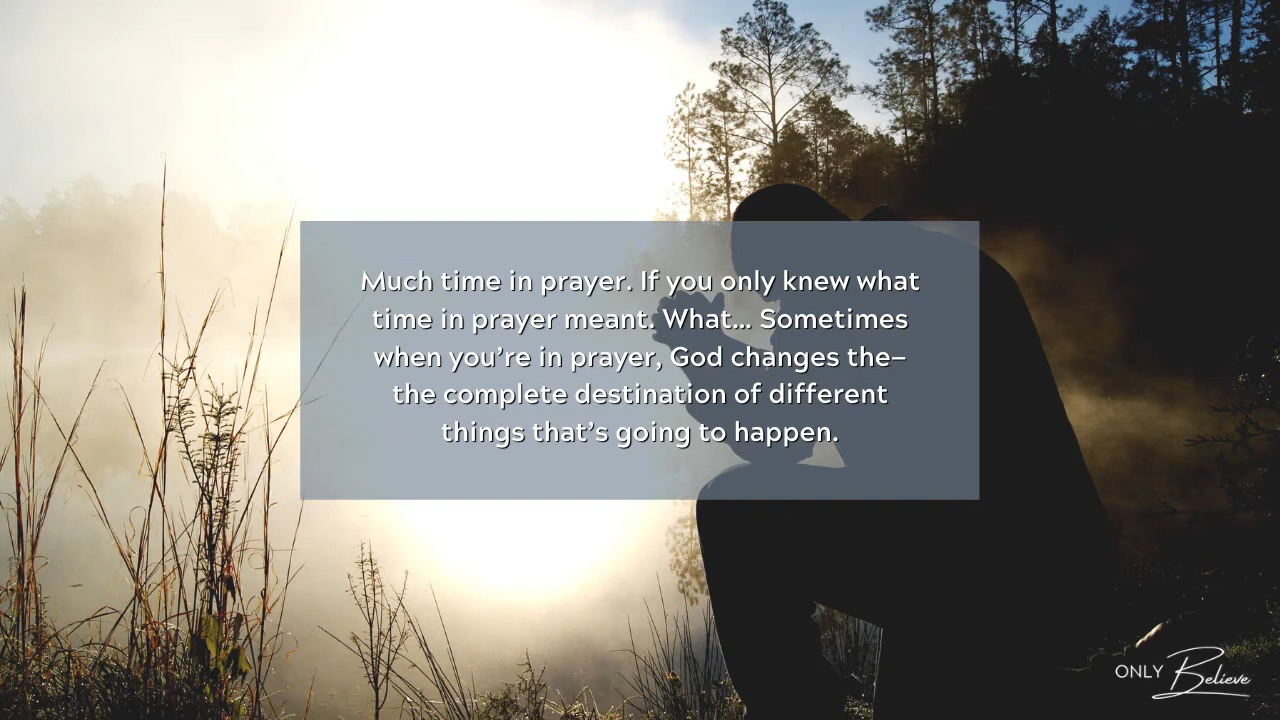 Much time in prayer. If you only knew what
time in prayer meant. What... Sometimes
when you’re in prayer, God changes the–
the complete destination of different
things that’s going to happen.
ONLY Believe